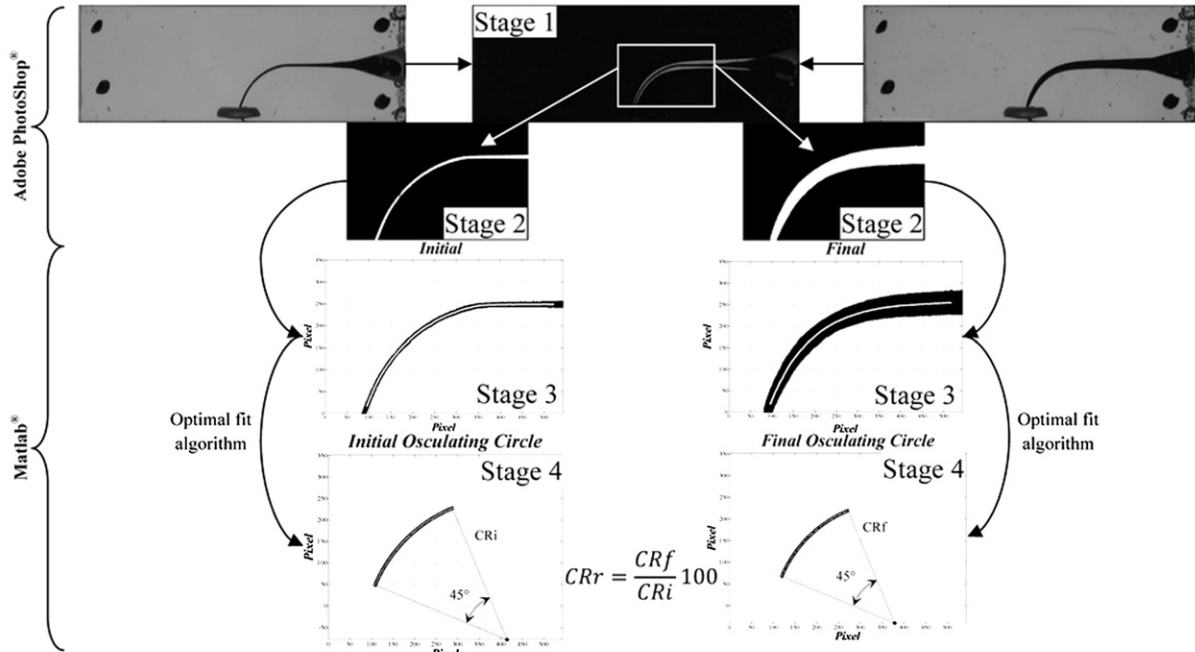 Adobe PhotoShop®
Matlab®
Stage 1
Stage 2
Stage 2
Initial
Final
Pixel
Stage 3
Pixel
Pixel
Stage 3
Pixel
Optimal fit
algorithm
Optimal fit
algorithm
Initial Osculating Circle
Final Osculating Circle
Stage 4
Pixel
CRi
45°
Pixel
CRr = CRf/CRi 100
Stage 4
Pixel
CRf
45°
Pixel